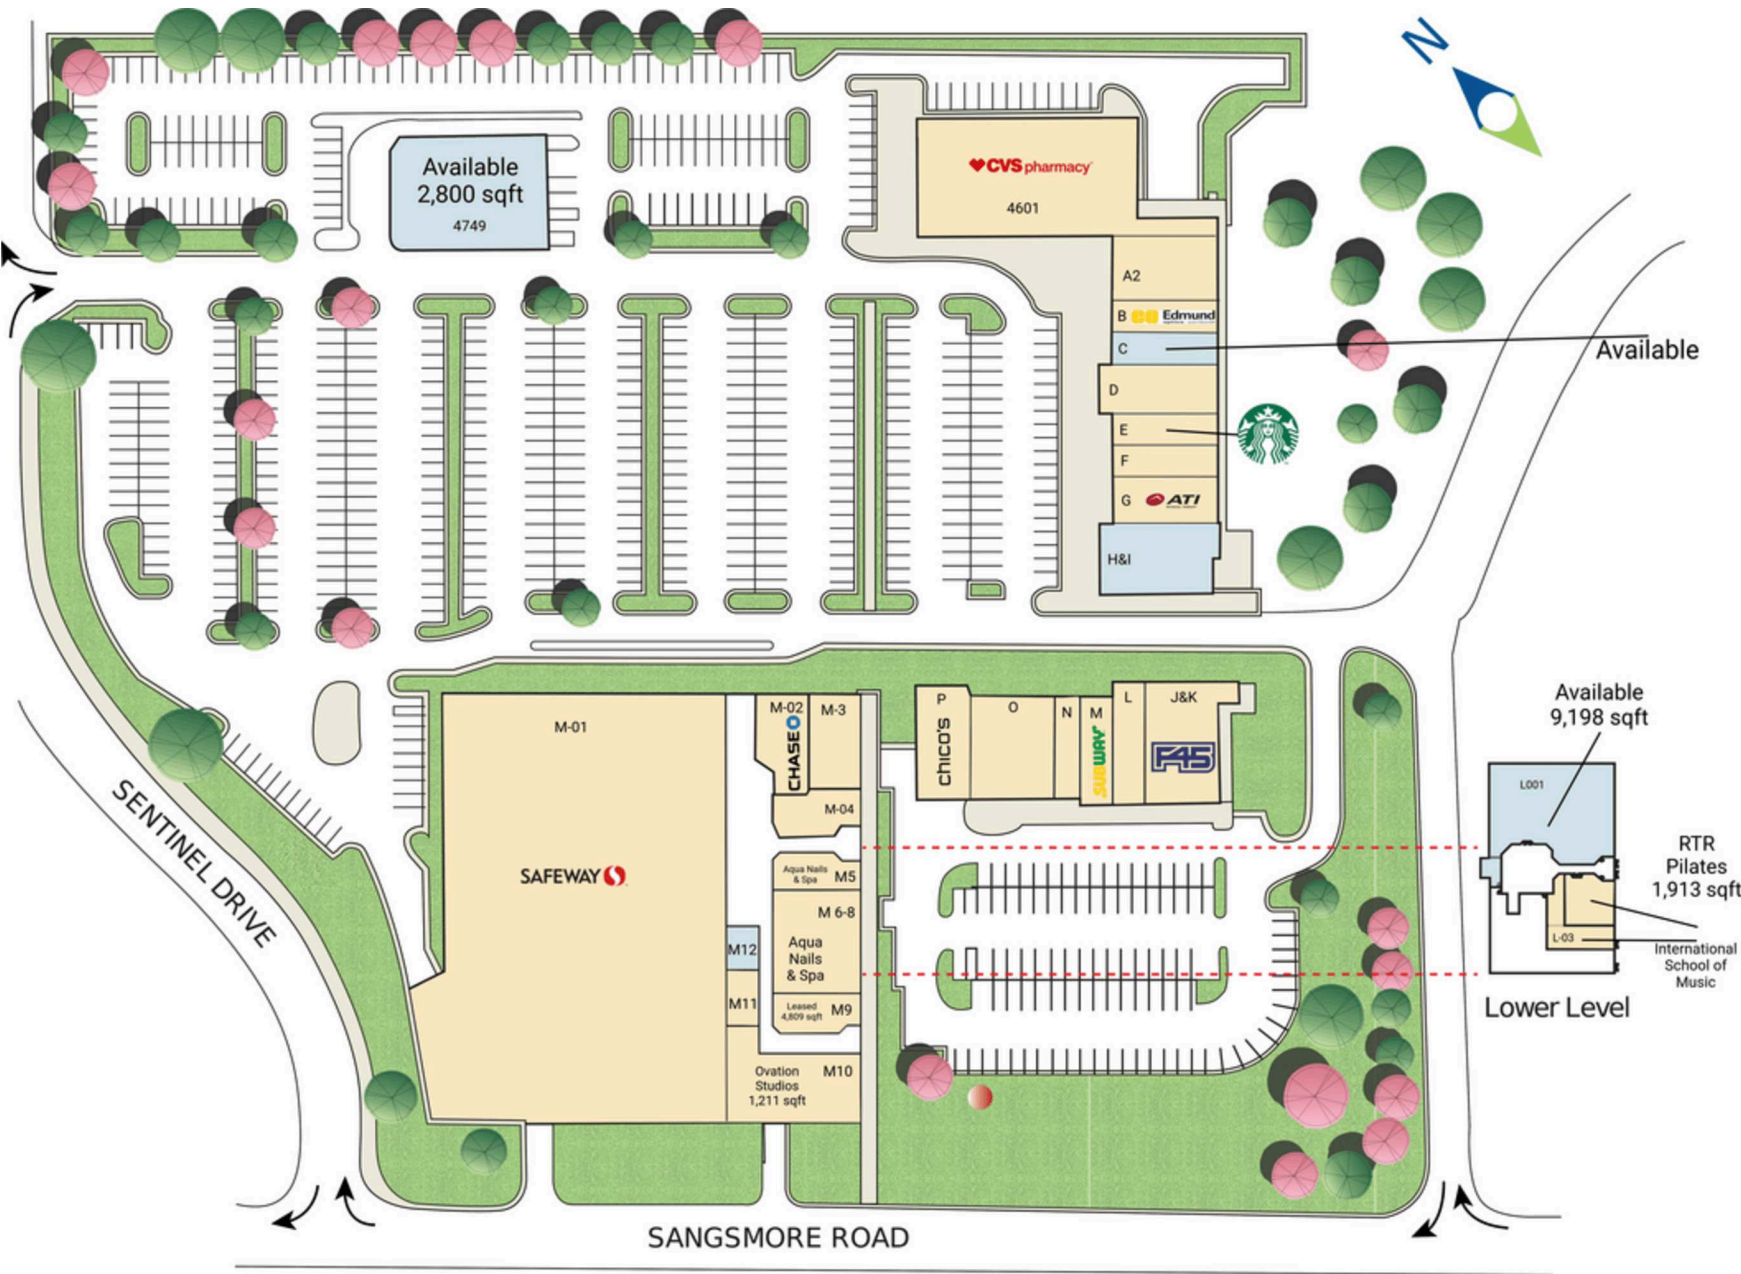 N
Available
2,800 sqft
4749
CVS pharmacy
4601
A2
B
Edmund
C
Available
D
E
F
G
ATI
H&I
M-01
SAFEWAY
M-02
CHASE
M-3
M-04
Aqua Nails
& Spa
M5
M 6-8
Aqua
Nails
& Spa
M12
M11
Leased
4,809 sqft
M9
Ovation
Studios
1,211 sqft
M10
P
chico's
O
N
M
SUBWAY
L
J&K
F45
Available
9,198 sqft
L001
RTR
Pilates
1,913 sqft
L-03
International
School of
Music
Lower Level
SENTINEL DRIVE
SANGSMORE ROAD